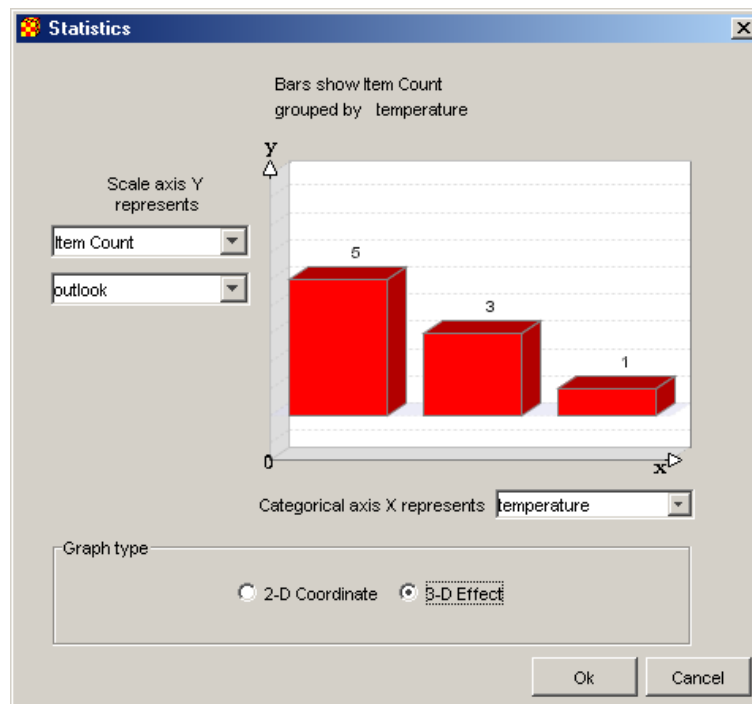 Statistics
Bars show Item Count
grouped by temperature
y
Scale axis Y
represents
Item Count
outlook
5
3
1
0
x
Categorical axis X represents temperature
Graph type
2-D Coordinate 3-D Effect
Ok Cancel